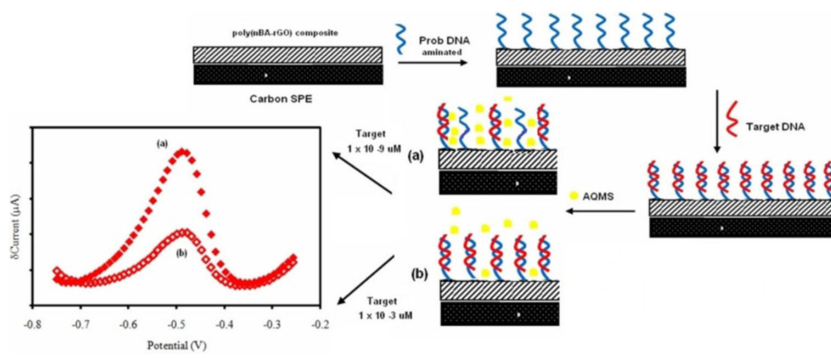 poly(nBA-rGO) composite
Prob DNA
aminated
Carbon SPE
Target DNA
Target
1 x 10 -9 uM
(a)
AQMS
(b)
Target
1 x 10 -3 uM
(a)
(b)
δCurrent (µA)
-0.8
-0.7
-0.6
-0.5
-0.4
-0.3
-0.2
Potential (V)